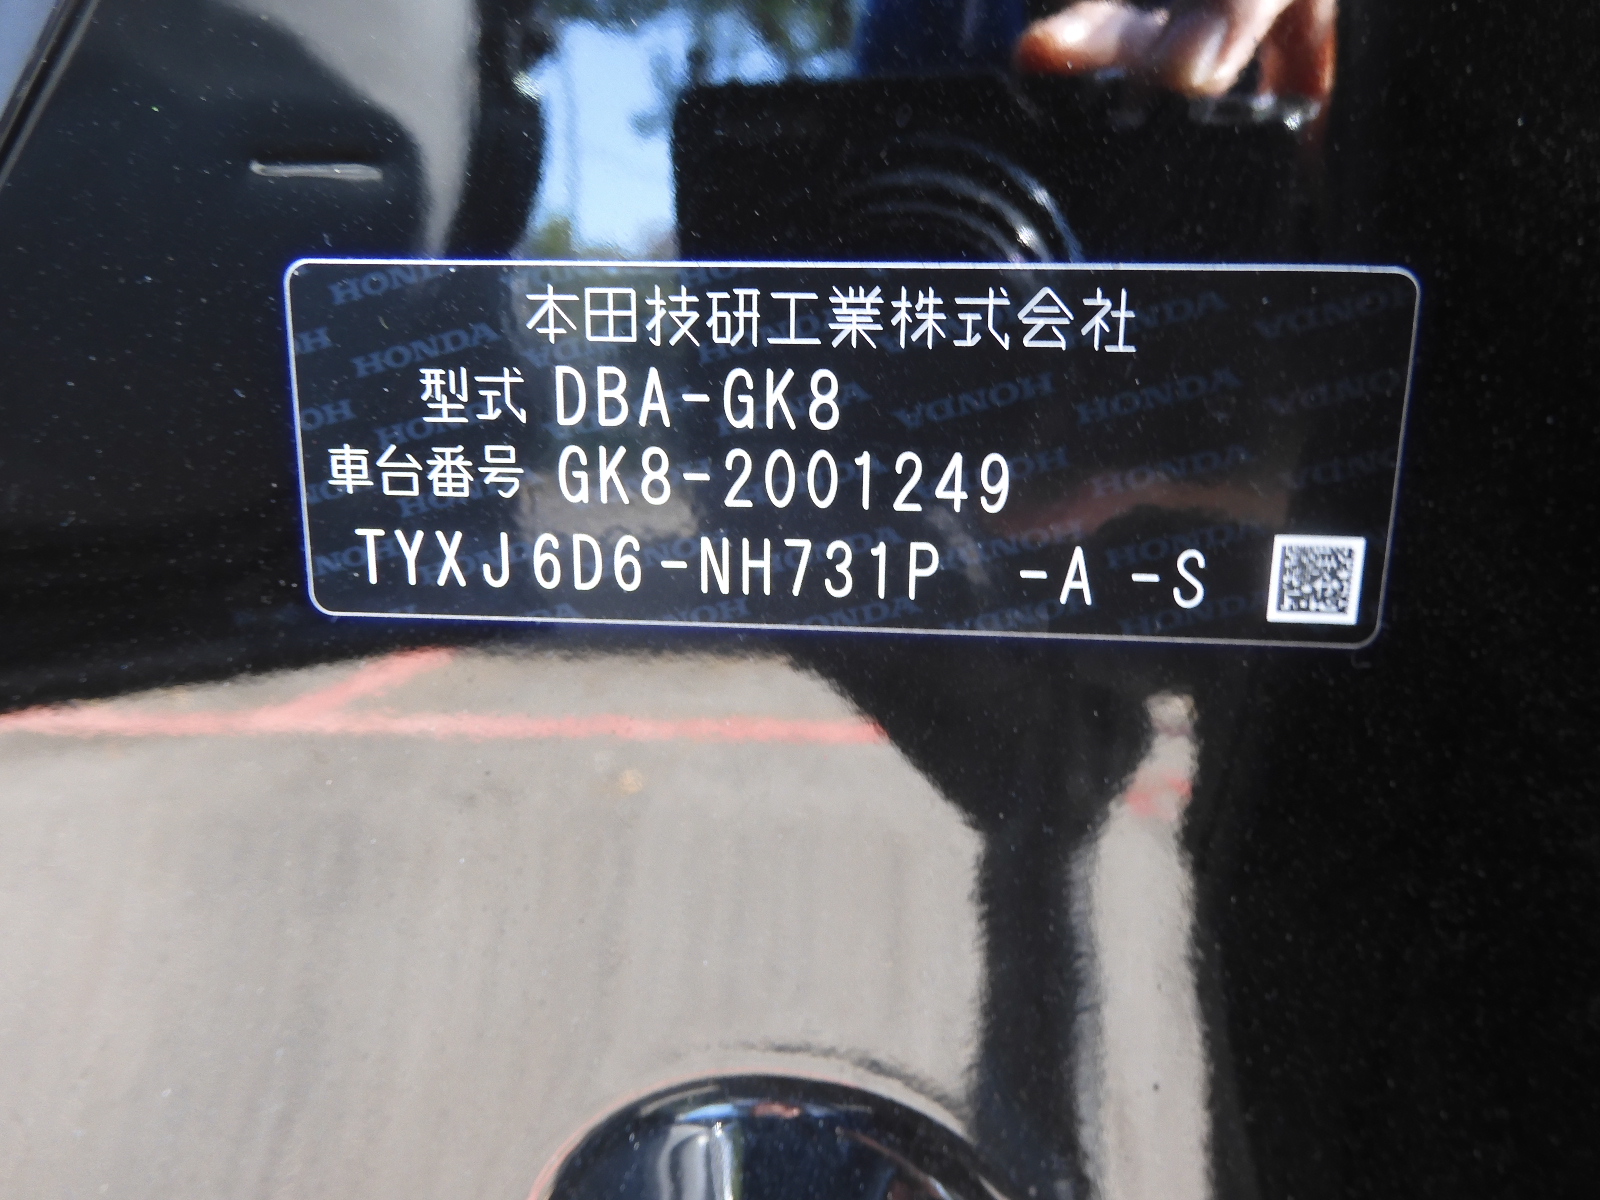 本田技研工業株式会社
型式 DBA-GK8
車台番号 GK8-2001249
TYXJ6D6-NH731P -A -S